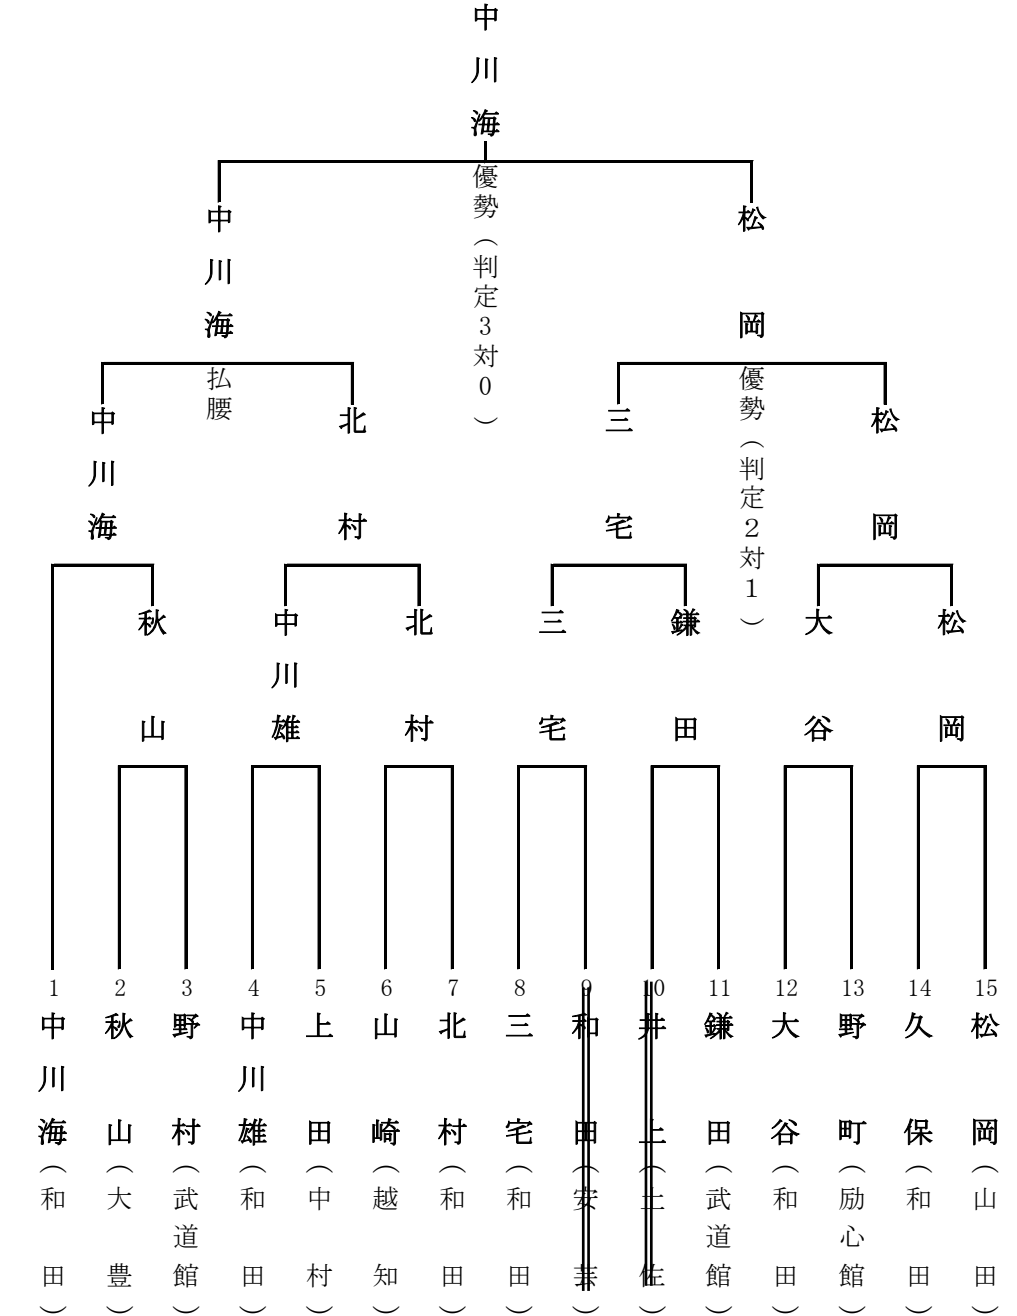 中川海
優勢（判定3対0）
中川海
松岡
払腰
優勢（判定2対1）
中川海
北村
三宅
松岡
秋山
中川雄
北村
三宅
鎌田
大谷
松岡
1 中川海（和田）
2 秋山（大豊）
3 野村（武道館）
4 中川雄（和田）
5 上田（中村）
6 山崎（越知）
7 北村（和田）
8 三宅（和田）
9 和田（安芸）
10 井上（土佐）
11 鎌田（武道館）
12 大谷（和田）
13 野町（励心館）
14 久保（和田）
15 松岡（山田）